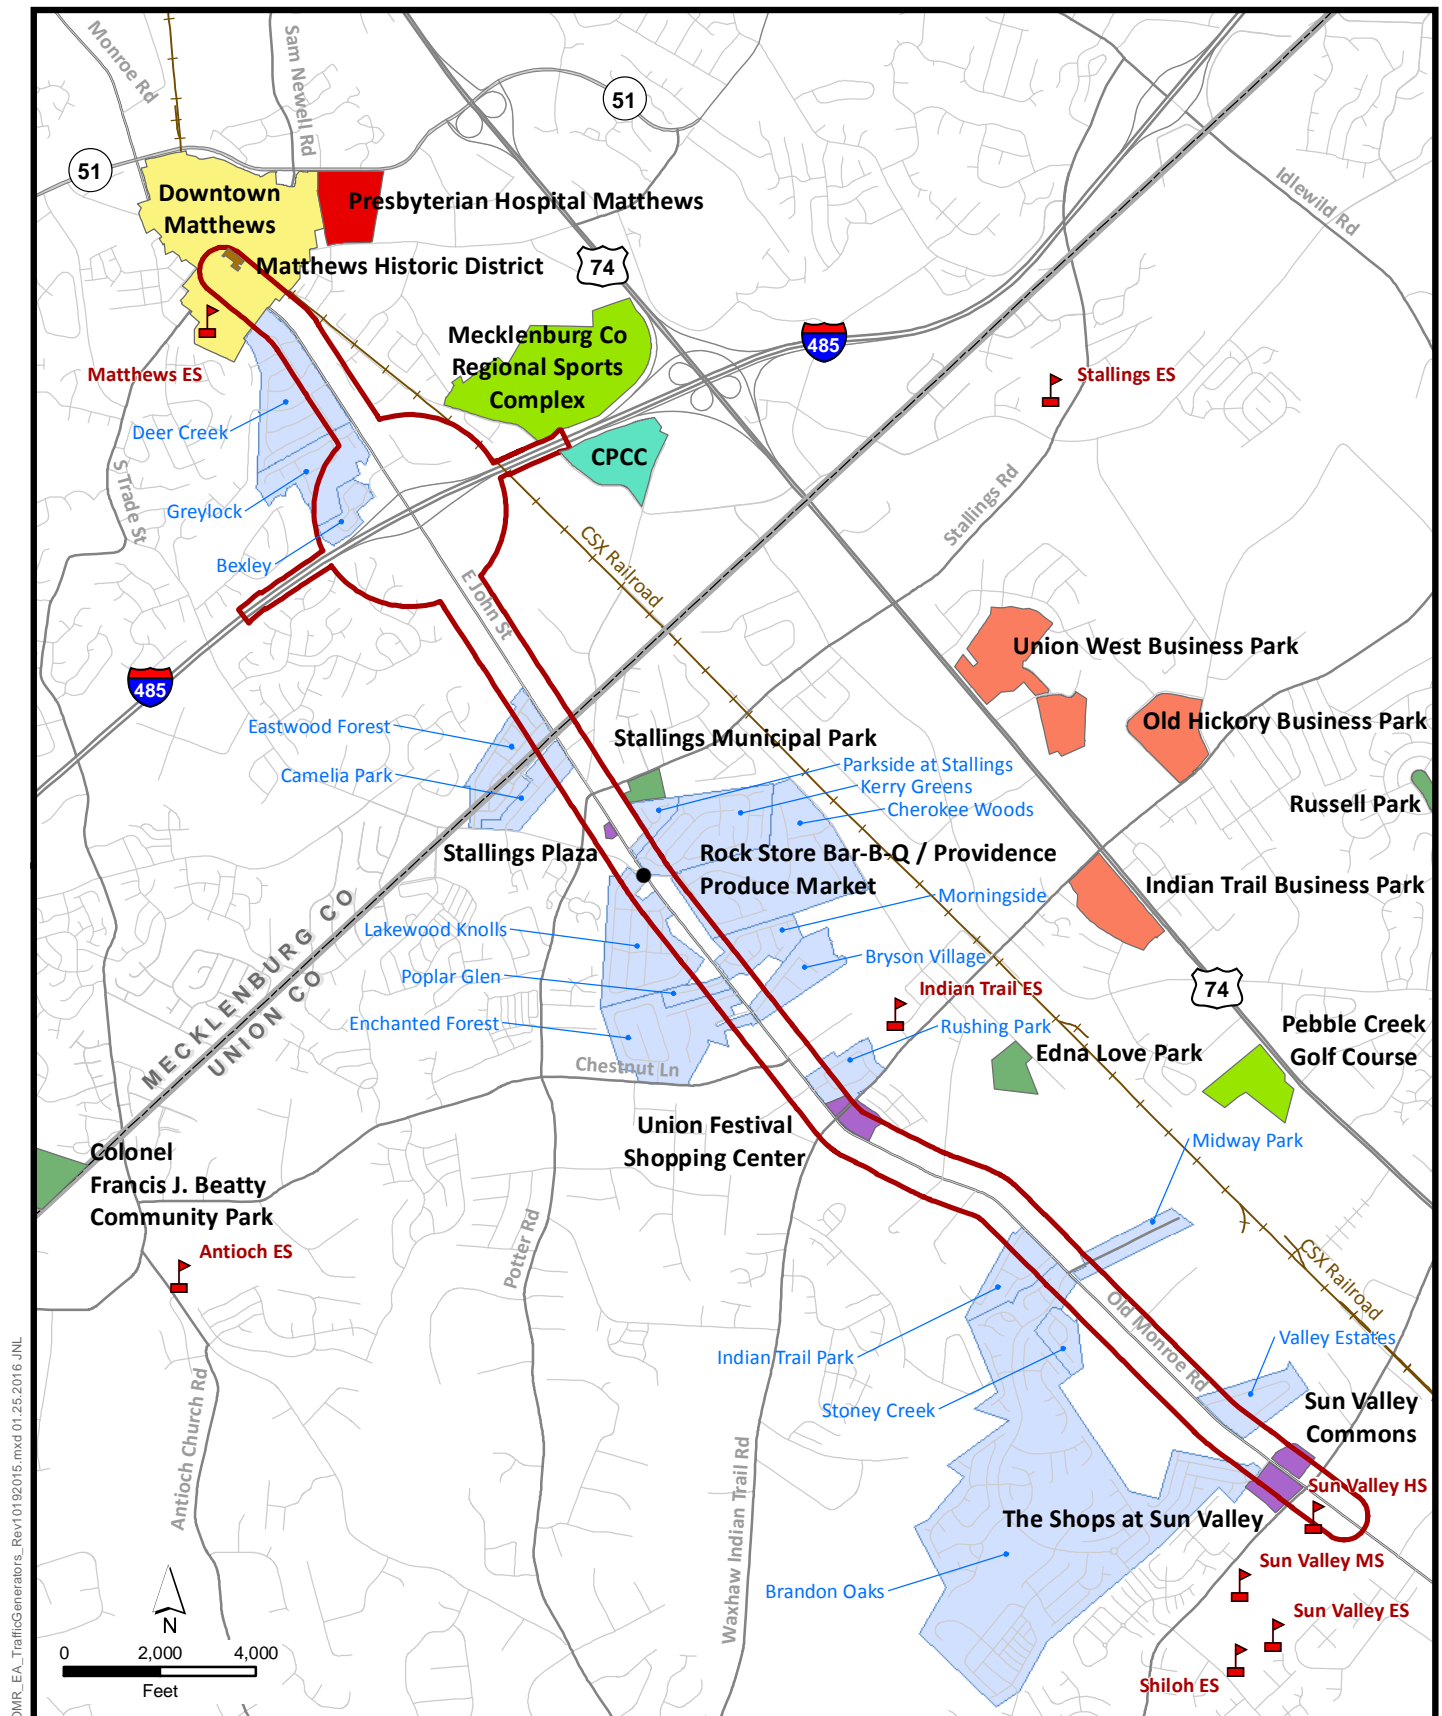 Monroe Rd
Sam Newell Rd
51
51
Downtown
Matthews
Presbyterian Hospital Matthews
Idlewild Rd
Matthews Historic District
74
Mecklenburg Co
Regional Sports
Complex
485
Matthews ES
Stallings ES
Deer Creek
CPCC
S Trade St
Greylock
Stallings Rd
Bexley
CSX Railroad
E John St
Union West Business Park
485
Eastwood Forest
Old Hickory Business Park
Stallings Municipal Park
Camelia Park
Parkside at Stallings
Kerry Greens
Cherokee Woods
Russell Park
Stallings Plaza
Rock Store Bar-B-Q / Providence
Produce Market
Indian Trail Business Park
Morningside
MECKLENBURG CO
UNION CO
Lakewood Knolls
Bryson Village
Poplar Glen
Indian Trail ES
74
Enchanted Forest
Rushing Park
Pebble Creek
Golf Course
Edna Love Park
Chestnut Ln
Union Festival
Shopping Center
Midway Park
Colonel
Francis J. Beatty
Community Park
Potter Rd
Antioch ES
CSX Railroad
Old Monroe Rd
Indian Trail Park
Valley Estates
Stoney Creek
Sun Valley
Commons
Antioch Church Rd
Waxhaw Indian Trail Rd
Sun Valley HS
The Shops at Sun Valley
Sun Valley MS
Brandon Oaks
Sun Valley ES
N
Shiloh ES
0 2,000 4,000
Feet
OMR_EA_TrafficGenerators_Rev10192015.mxd 01.25.2016 JNL